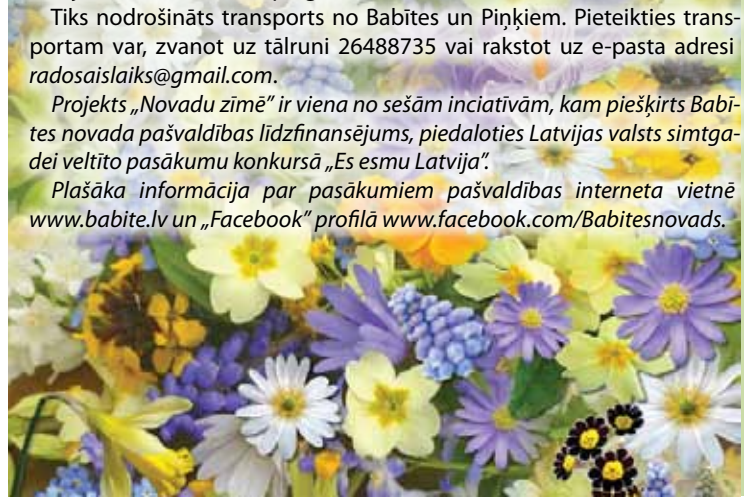 Tiks nodrošināts transports no Babītes un Piņķiem. Pieteikties trans-
portam var, zvanot uz tālruni 26488735 vai rakstot uz e-pasta adresi
radosaislaiks@gmail.com.
Projekts „Novadu zīmē” ir viena no sešām inciatīvām, kam piešķirts Babī-
tes novada pašvaldības līdzfinansējums, piedaloties Latvijas valsts simtga-
dei veltīto pasākumu konkursā „Es esmu Latvija”.
Plašāka informācija par pasākumiem pašvaldības interneta vietnē
www.babite.lv un „Facebook” profilā www.facebook.com/Babitesnovads.